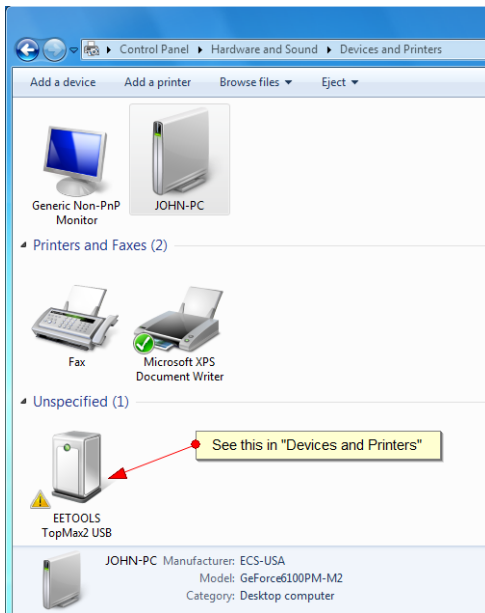 Control Panel Hardware and Sound Devices and Printers
Add a device Add a printer Browse files Eject
Generic Non-PnP
Monitor
JOHN-PC
Printers and Faxes (2)
Fax
Microsoft XPS
Document Writer
Unspecified (1)
See this in "Devices and Printers"
EETOOLS
TopMax2 USB
JOHN-PC Manufacturer: ECS-USA
Model: GeForce6100PM-M2
Category: Desktop computer